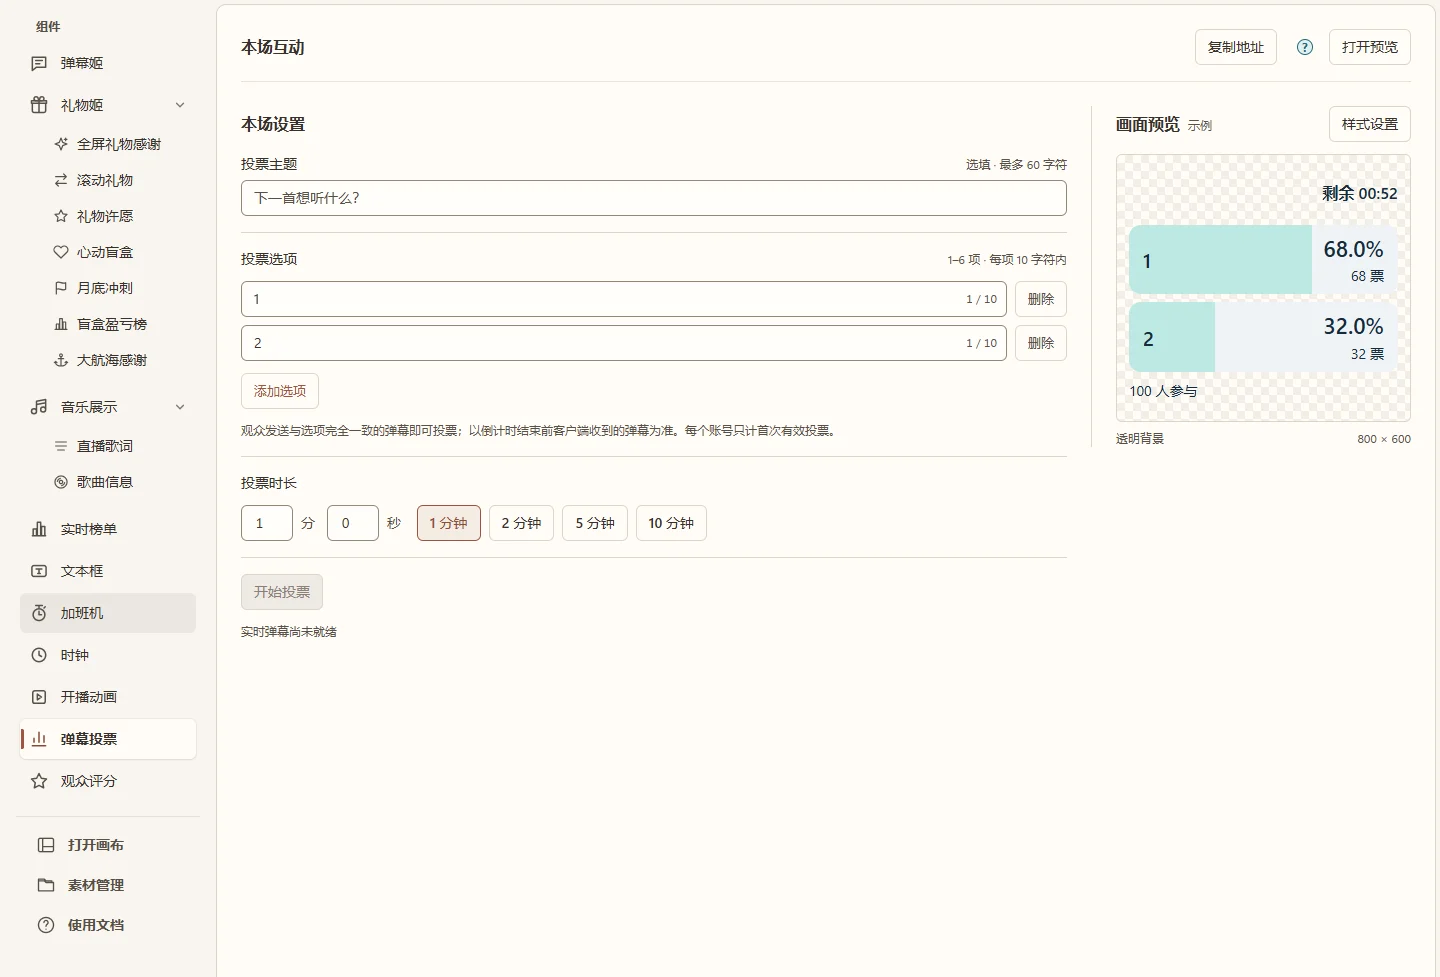 组件
弹幕姬
礼物姬
全屏礼物感谢
滚动礼物
礼物许愿
心动盲盒
月底冲刺
盲盒盈亏榜
大航海感谢
音乐展示
直播歌词
歌曲信息
实时榜单
文本框
加班机
时钟
开播动画
弹幕投票
观众评分
打开画布
素材管理
使用文档
本场互动
复制地址
?
打开预览
本场设置
投票主题
选填 · 最多 60 字符
下一首想听什么？
投票选项
1–6 项 · 每项 10 字符内
1
1 / 10
删除
2
1 / 10
删除
添加选项
观众发送与选项完全一致的弹幕即可投票；以倒计时结束前客户端收到的弹幕为准。每个账号只计首次有效投票。
投票时长
1 分 0 秒 1 分钟 2 分钟 5 分钟 10 分钟
开始投票
实时弹幕尚未就绪
画面预览 示例
样式设置
剩余 00:52
1
68.0%
68 票
2
32.0%
32 票
100 人参与
透明背景
800 × 600